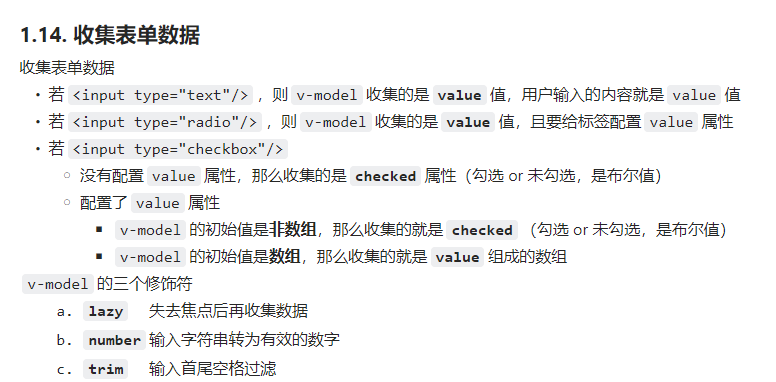 1.14. 收集表单数据
收集表单数据
• 若 <input type="text"/> ，则 v-model 收集的是 value 值，用户输入的内容就是 value 值
• 若 <input type="radio"/> ，则 v-model 收集的是 value 值，且要给标签配置 value 属性
• 若 <input type="checkbox"/>
○ 没有配置 value 属性，那么收集的是 checked 属性（勾选 or 未勾选，是布尔值）
○ 配置了 value 属性
■ v-model 的初始值是非数组，那么收集的就是 checked （勾选 or 未勾选，是布尔值）
■ v-model 的初始值是数组，那么收集的就是 value 组成的数组
v-model 的三个修饰符
a. lazy 失去焦点后再收集数据
b. number 输入字符串转为有效的数字
c. trim 输入首尾空格过滤